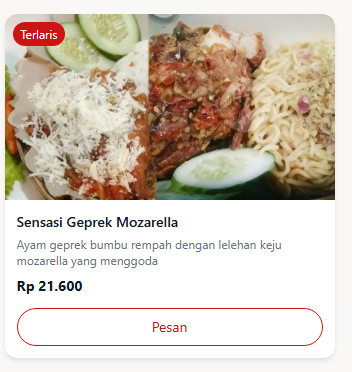 Terlaris
Sensasi Geprek Mozarella
Ayam geprek bumbu rempah dengan lelehan keju
mozarella yang menggoda
Rp 21.600
Pesan